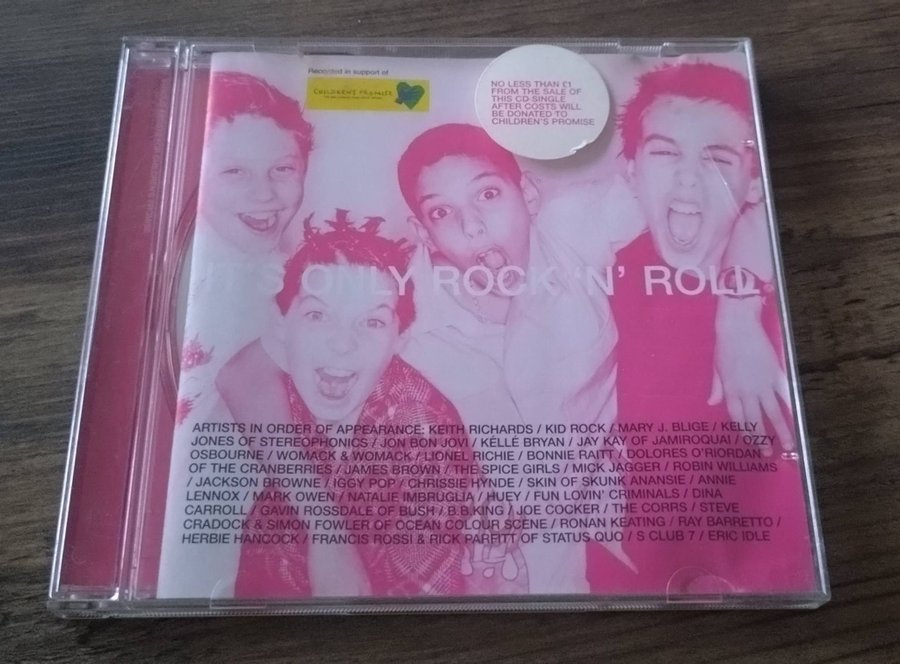 Recorded in support of
CHILDREN'S PROMISE
NO LESS THAN £1
FROM THE SALE OF
THIS CD SINGLE
AFTER COSTS WILL
BE DONATED TO
CHILDREN'S PROMISE
IT'S ONLY ROCK 'N' ROLL
ARTISTS IN ORDER OF APPEARANCE: KEITH RICHARDS / KID ROCK / MARY J. BLIGE / KELLY
JONES OF STEREOPHONICS / JON BON JOVI / KÉLLÉ BRYAN / JAY KAY OF JAMIROQUAI / OZZY
OSBOURNE / WOMACK & WOMACK / LIONEL RICHIE / BONNIE RAITT / DOLORES O'RIORDAN
OF THE CRANBERRIES / JAMES BROWN / THE SPICE GIRLS / MICK JAGGER / ROBIN WILLIAMS
/ JACKSON BROWNE / IGGY POP / CHRISSIE HYNDE / SKIN OF SKUNK ANANSIE / ANNIE
LENNOX / MARK OWEN / NATALIE IMBRUGLIA / HUEY / FUN LOVIN' CRIMINALS / DINA
CARROLL / GAVIN ROSSDALE OF BUSH / B.B.KING / JOE COCKER / THE CORRS / STEVE
CRADOCK & SIMON FOWLER OF OCEAN COLOUR SCENE / RONAN KEATING / RAY BARRETTO /
HERBIE HANCOCK / FRANCIS ROSSI & RICK PARFITT OF STATUS QUO / S CLUB 7 / ERIC IDLE